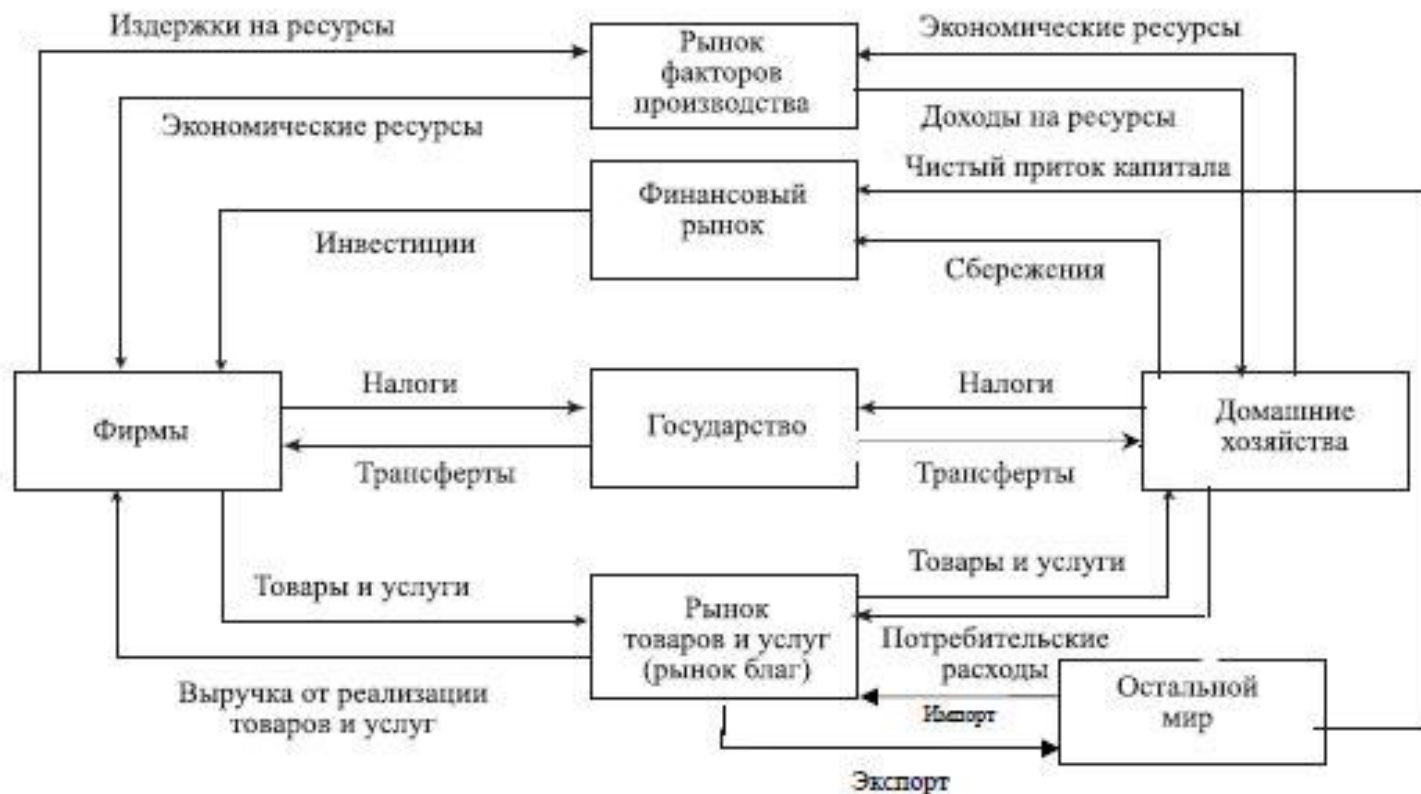 Издержки на ресурсы
Рынок
факторов
производства
Экономические ресурсы
Экономические ресурсы
Доходы на ресурсы
Чистый приток капитала
Финансовый
рынок
Инвестиции
Сбережения
Фирмы
Налоги
Трансферты
Государство
Налоги
Трансферты
Домашние
хозяйства
Товары и услуги
Рынок
товаров и услуг
(рынок благ)
Товары и услуги
Потребительские
расходы
Выручка от реализации
товаров и услуг
Импорт
Остальной
мир
Экспорт